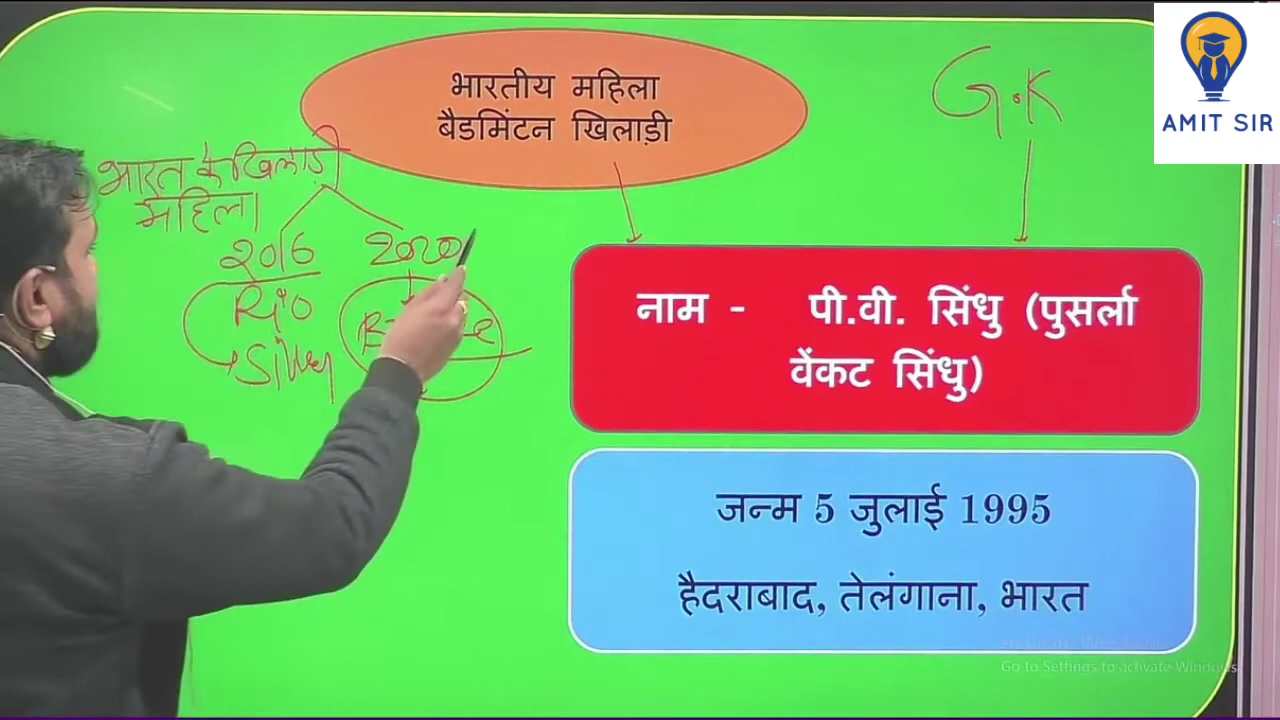 भारतीय महिला
बैडमिंटन खिलाड़ी
G.K
AMIT SIR
भारत के खिलाड़ी
महिला
2016 2020
Rio
Silver
नाम - पी.वी. सिंधु (पुसर्ला
वेंकट सिंधु)
जन्म 5 जुलाई 1995
हैदराबाद, तेलंगाना, भारत
Go to Settings to activate Windows